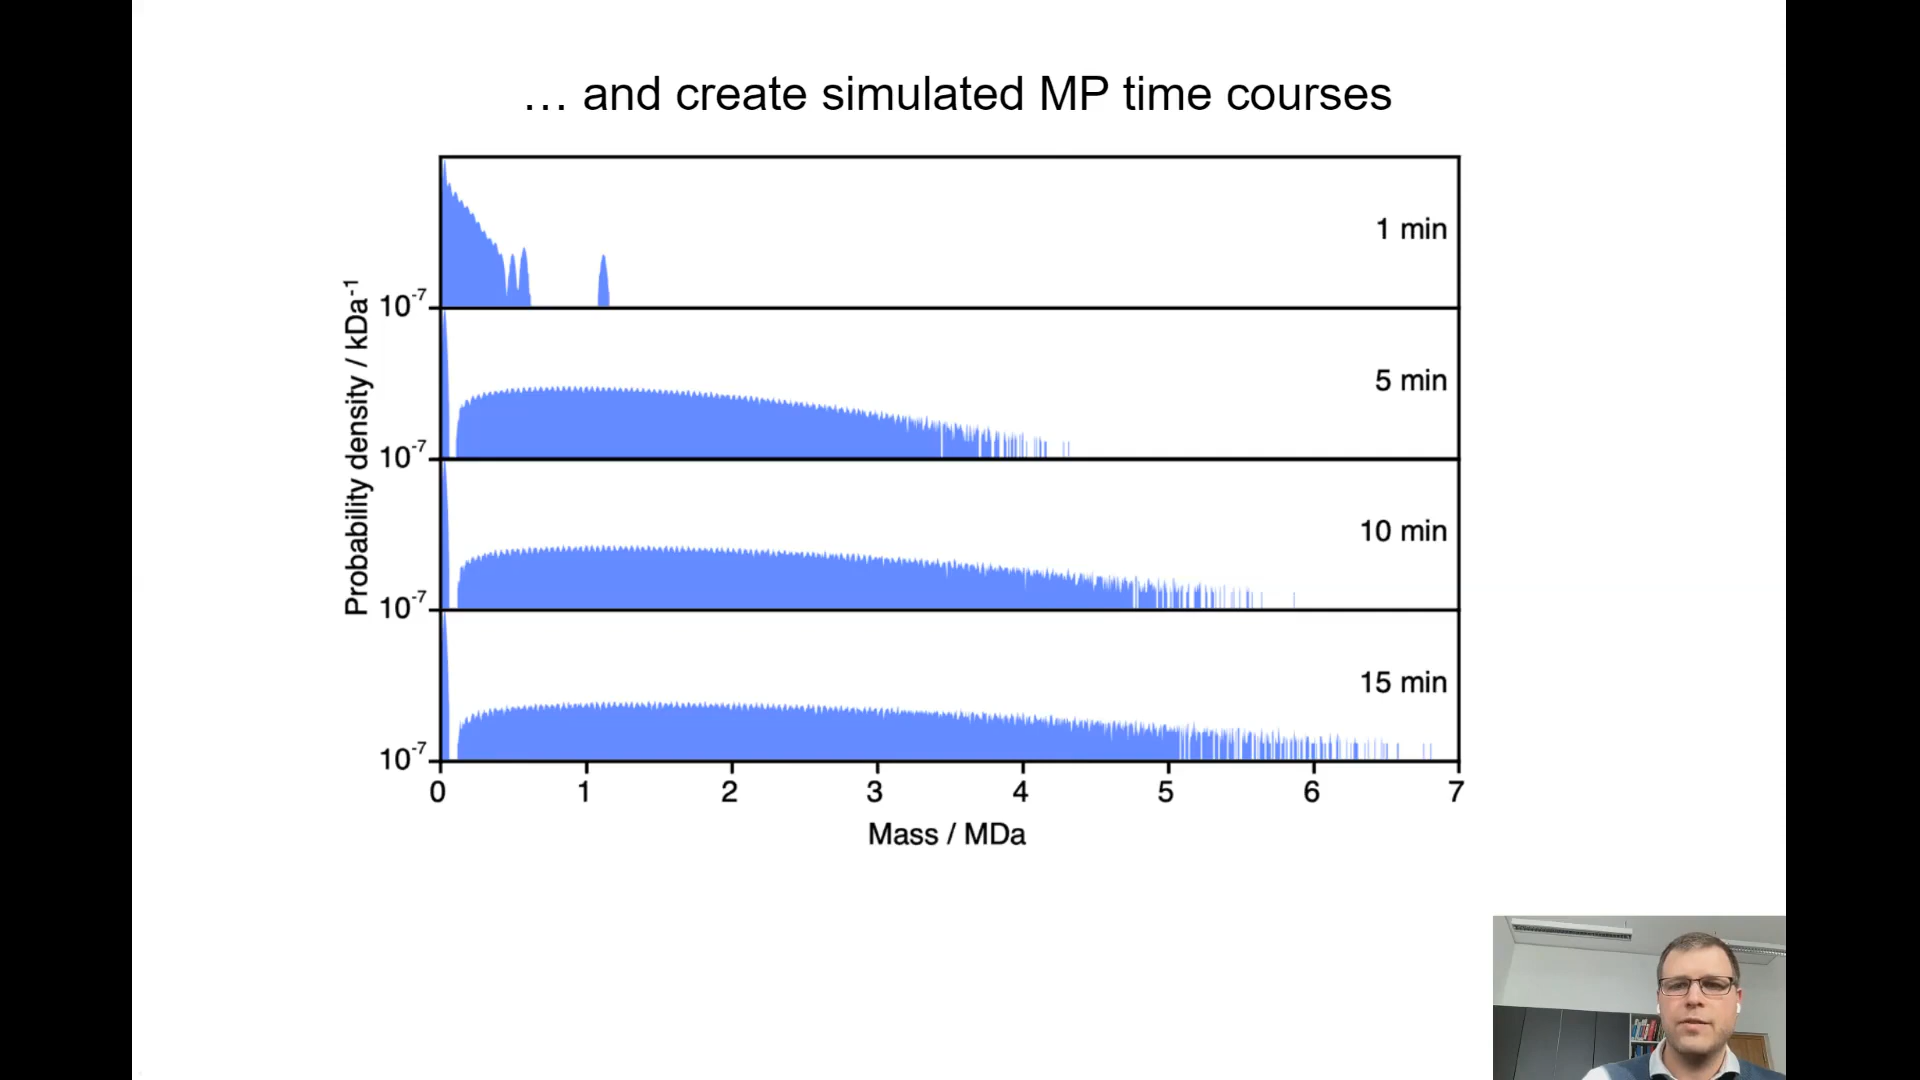 … and create simulated MP time courses
1 min
10⁻⁷
5 min
10⁻⁷
10 min
10⁻⁷
15 min
10⁻⁷
Probability density / kDa⁻¹
0 1 2 3 4 5 6 7
Mass / MDa